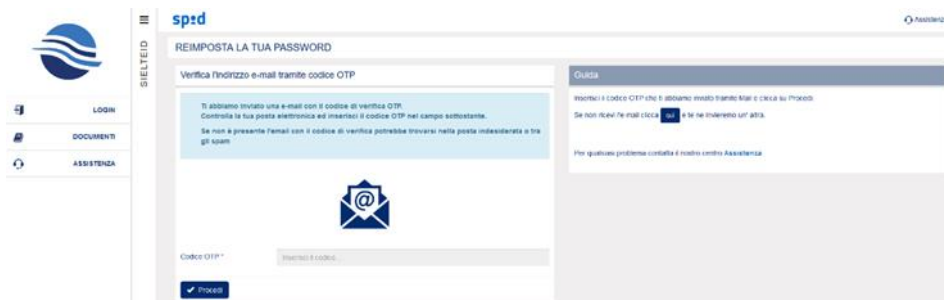 LOGIN
DOCUMENTI
ASSISTENZA
SIELTEID
spid
Assistenza
REIMPOSTA LA TUA PASSWORD
Verifica l'indirizzo e-mail tramite codice OTP
Ti abbiamo inviato una e-mail con il codice di verifica OTP.
Controlla la tua posta elettronica ed inserisci il codice OTP nel campo sottostante.
Se non è presente l'email con il codice di verifica potrebbe trovarsi nella posta indesiderata o tra
gli spam
Codice OTP *
Inserisci il codice...
Procedi
Guida
Inserisci il codice OTP che ti abbiamo inviato tramite Mail e clicca su Procedi
Se non ricevi l'e-mail clicca qui e te ne invieremo un' altra.
Per qualsiasi problema contatta il nostro centro Assistenza